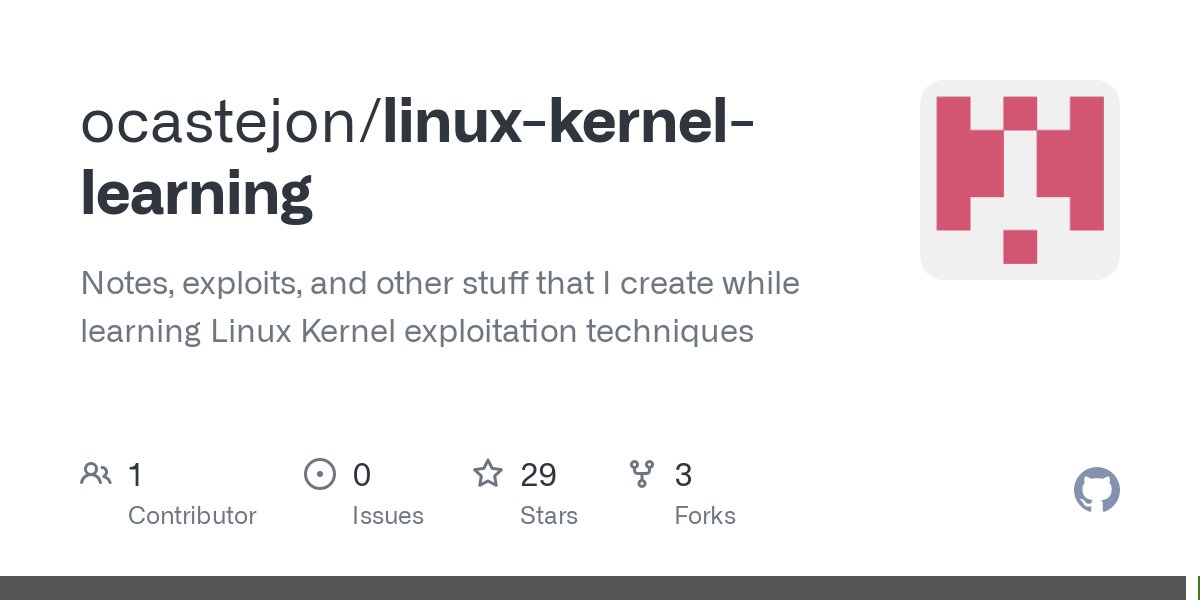 ocastejon/linux-kernel-
learning
Notes, exploits, and other stuff that I create while
learning Linux Kernel exploitation techniques
1
Contributor
0
Issues
29
Stars
3
Forks